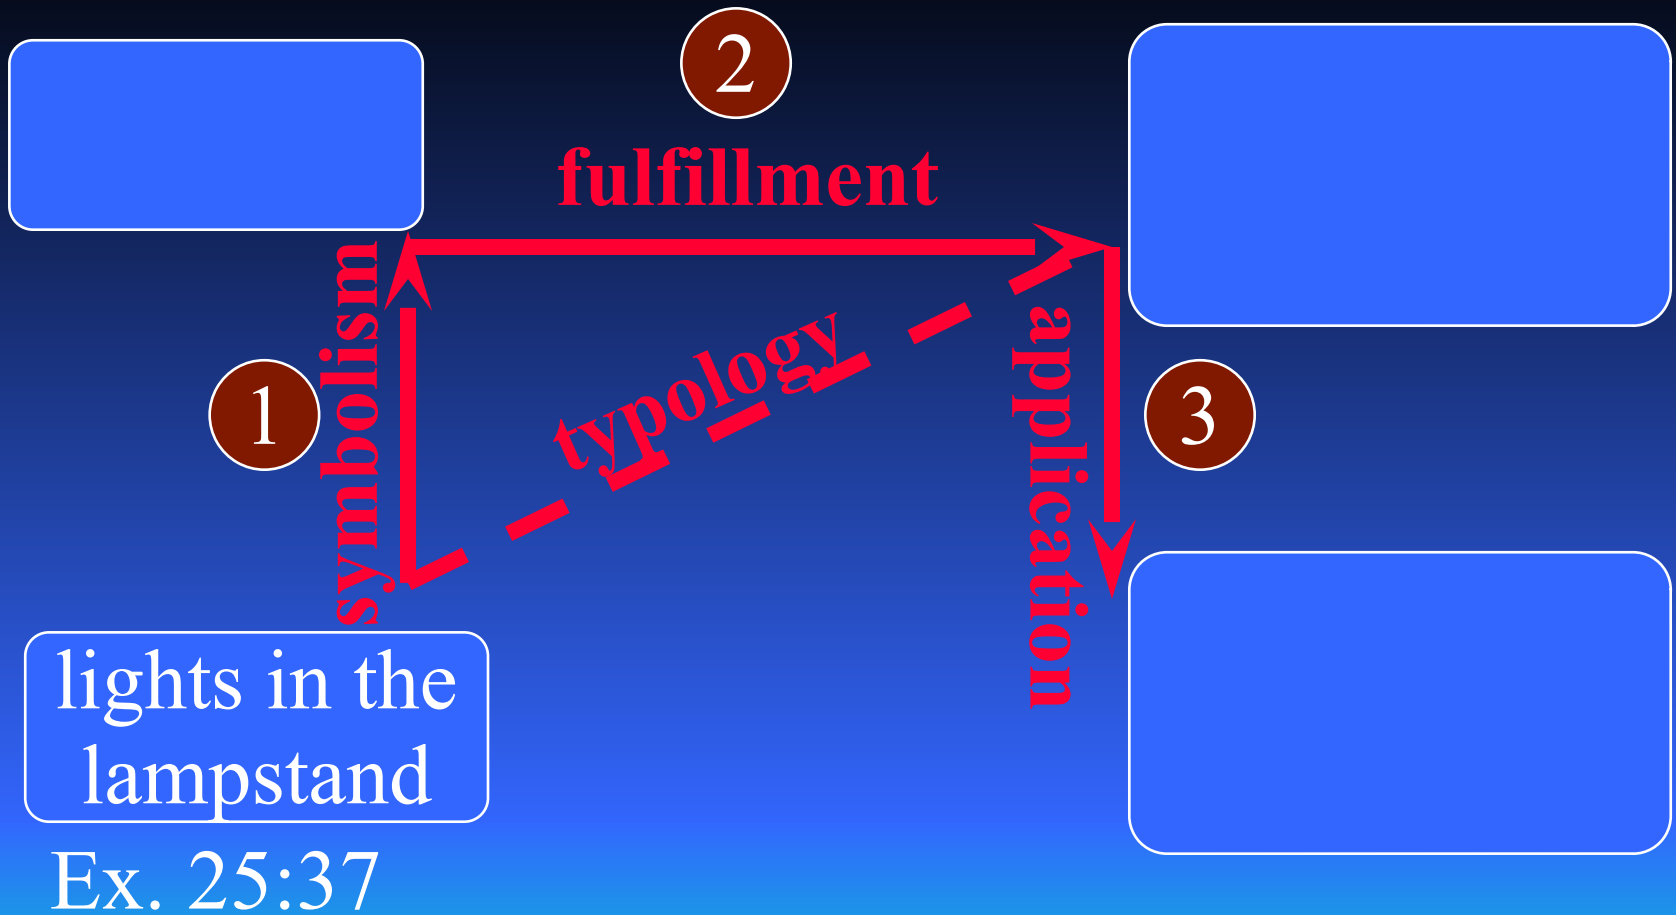 2
fulfillment
symbolism
1
typology
application
3
lights in the
lampstand
Ex. 25:37